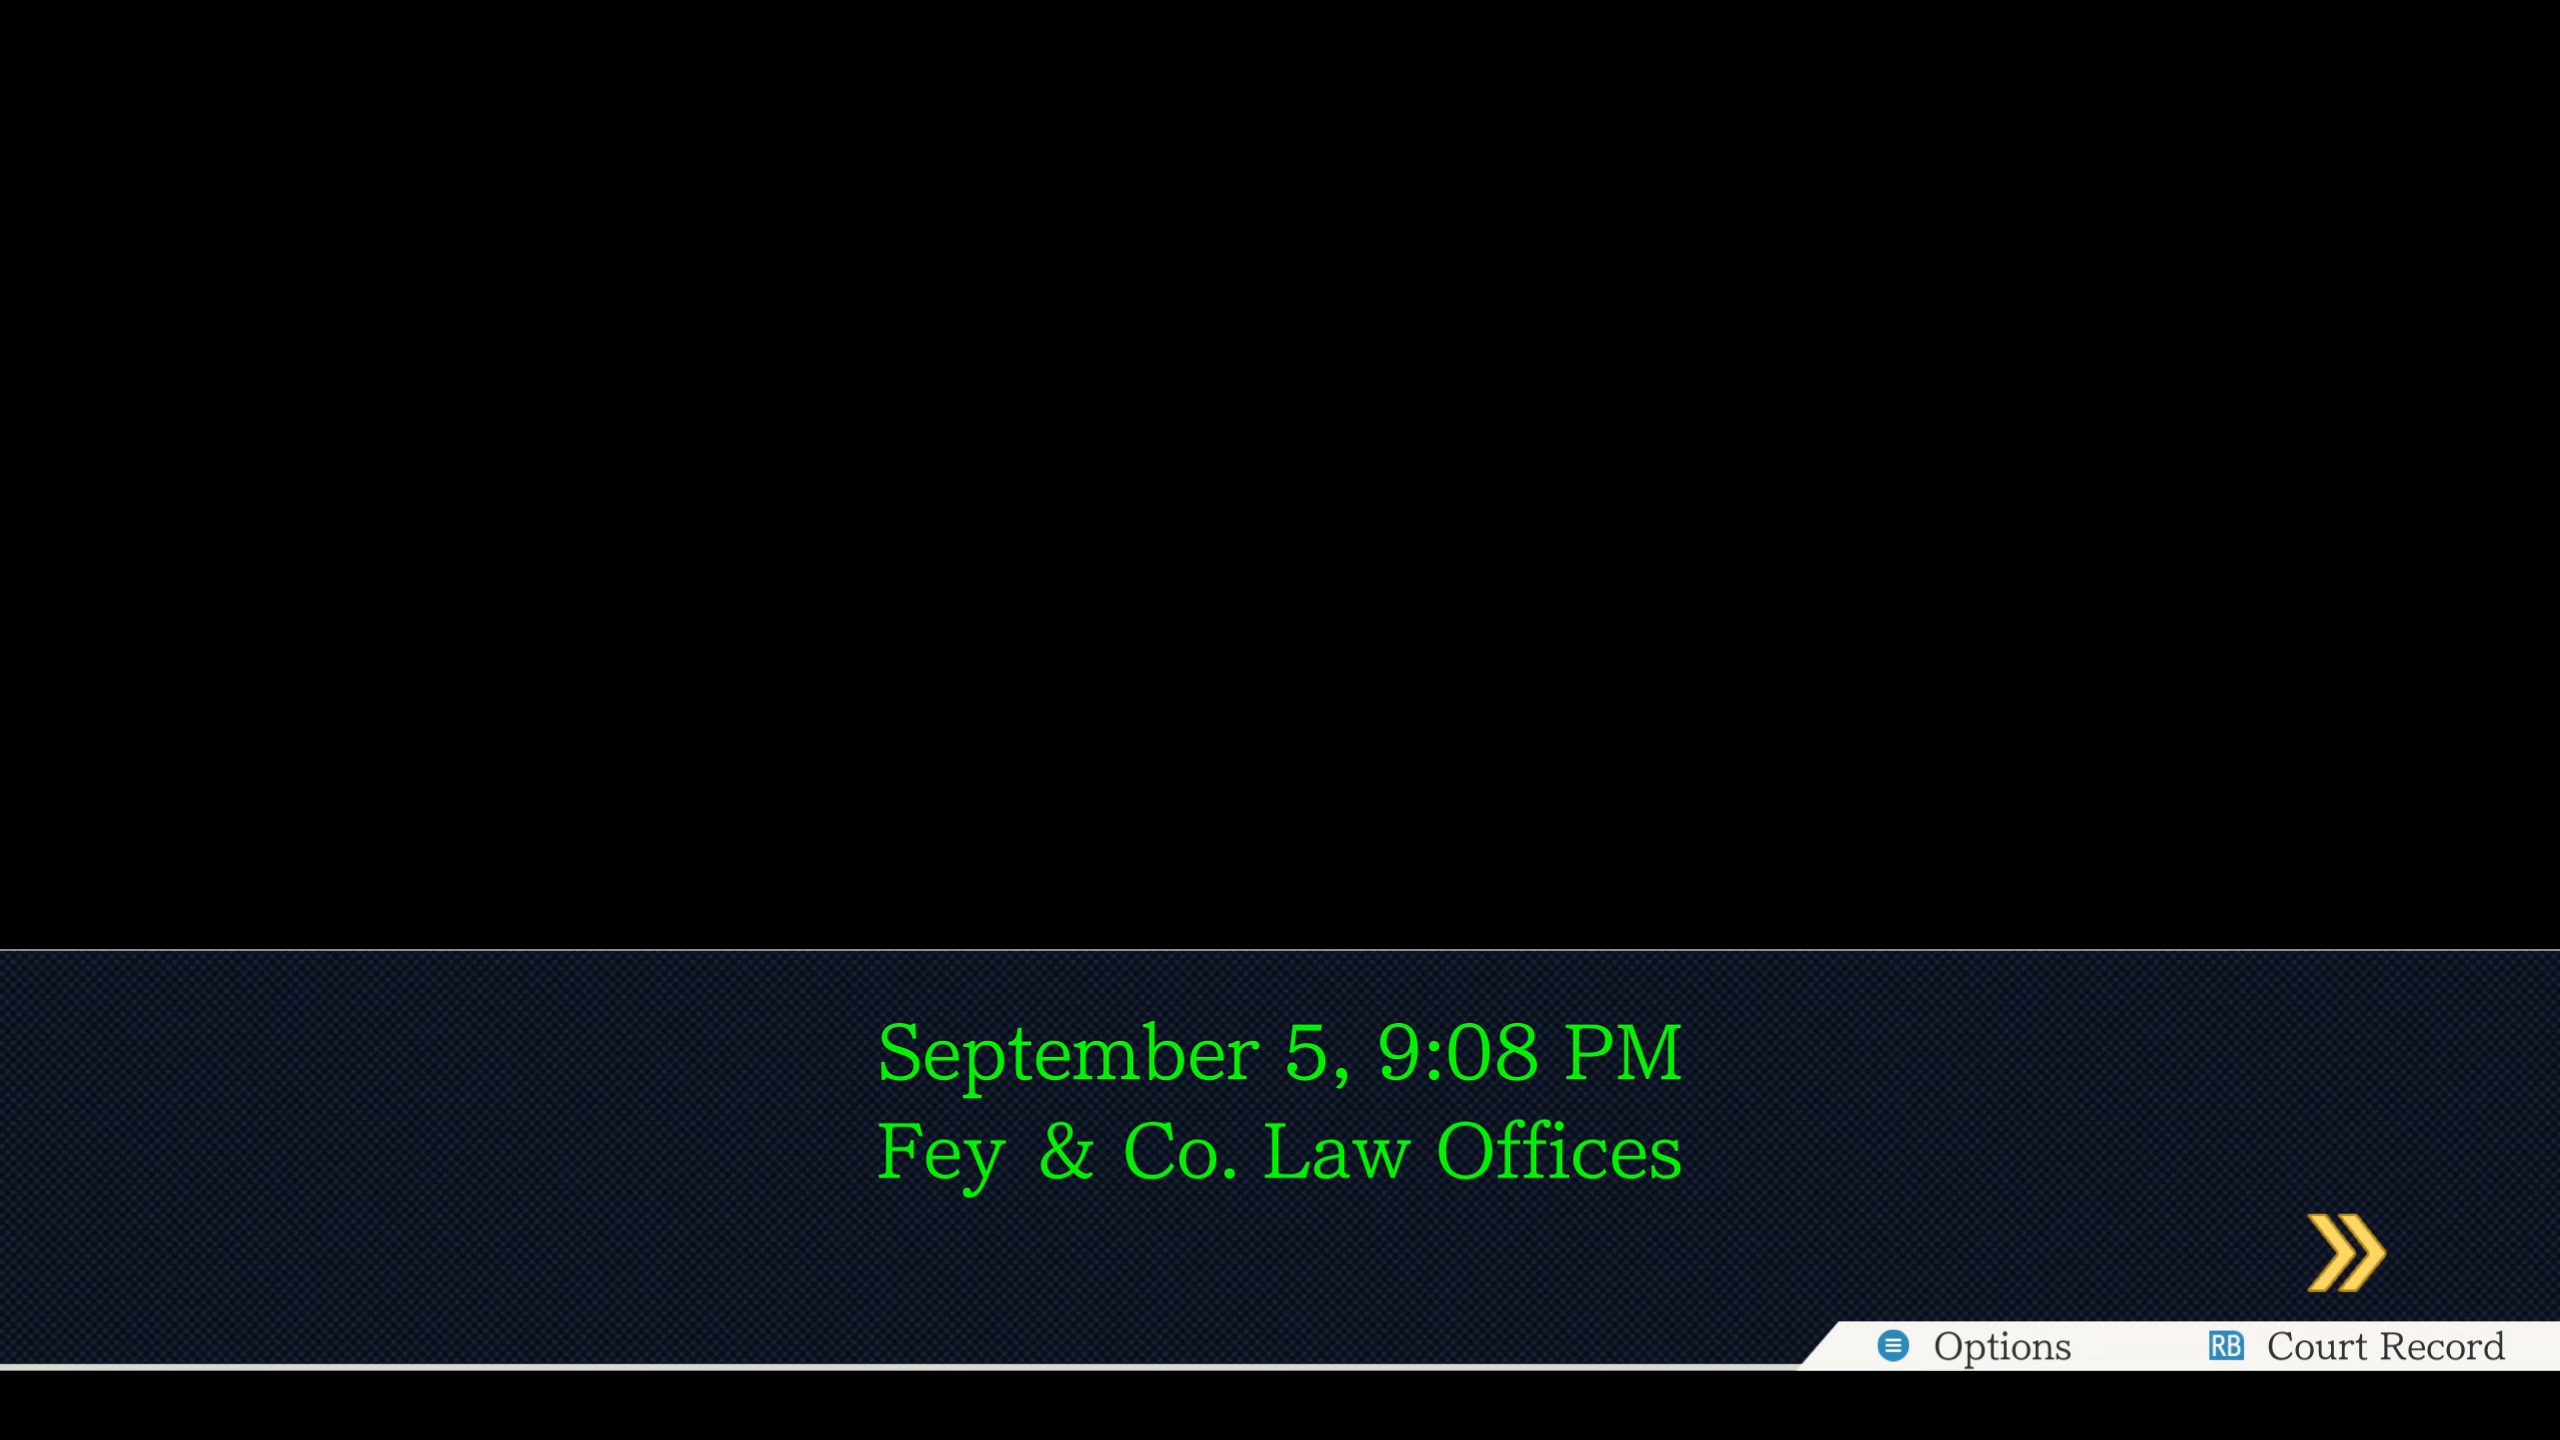 September 5, 9:08 PM
Fey & Co. Law Offices
Options
RB Court Record